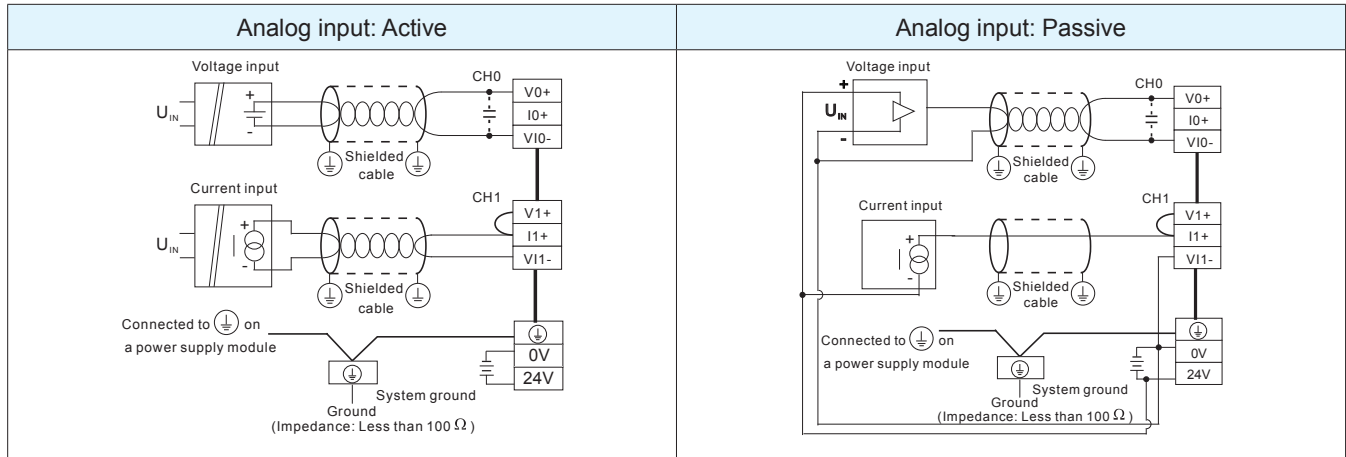 Analog input: Active
Voltage input
CH0
+
U_IN
-
V0+
I0+
VI0-
Shielded
cable
Current input
CH1
+
U_IN
-
V1+
I1+
VI1-
Shielded
cable
Connected to ⏚ on
a power supply module
0V
24V
System ground
Ground
(Impedance: Less than 100 Ω)
Analog input: Passive
Voltage input
CH0
+
U_IN
-
V0+
I0+
VI0-
Shielded
cable
Current input
CH1
+
-
V1+
I1+
VI1-
Shielded
cable
Connected to ⏚ on
a power supply module
0V
24V
System ground
Ground
(Impedance: Less than 100 Ω)